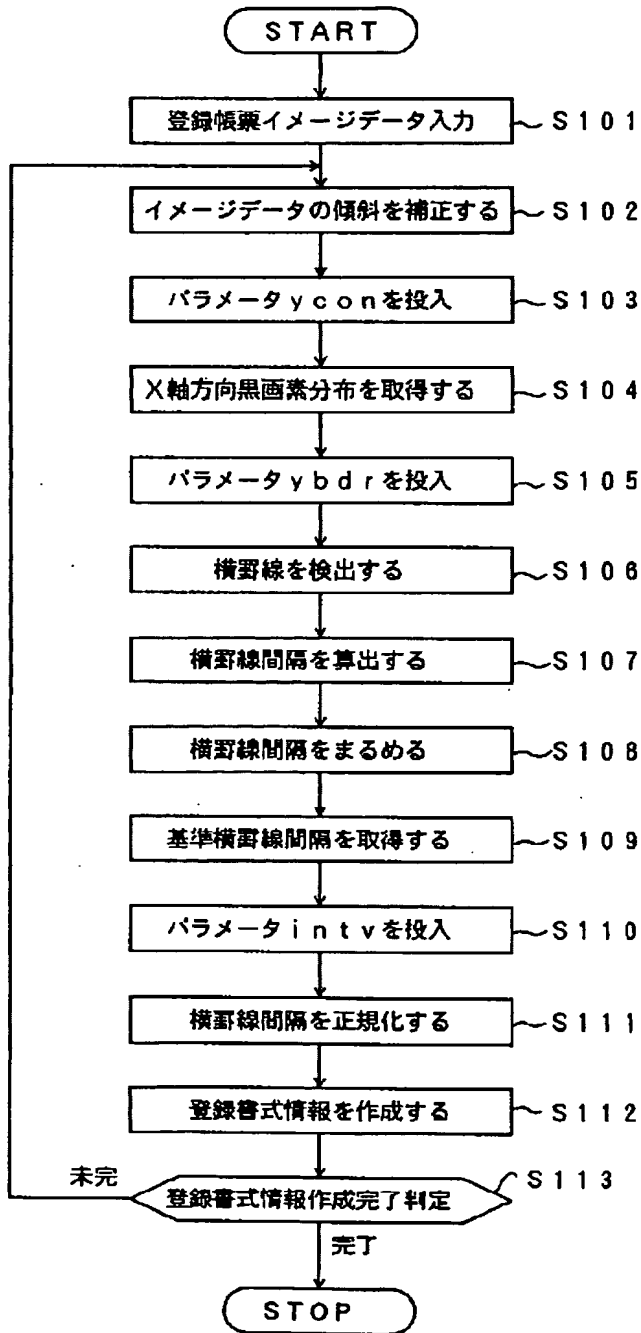 START
登録帳票イメージデータ入力 S101
イメージデータの傾斜を補正する S102
パラメータyconを投入 S103
X軸方向黒画素分布を取得する S104
パラメータybdrを投入 S105
横罫線を検出する S106
横罫線間隔を算出する S107
横罫線間隔をまるめる S108
基準横罫線間隔を取得する S109
パラメータintvを投入 S110
横罫線間隔を正規化する S111
登録書式情報を作成する S112
未完
登録書式情報作成完了判定 S113
完了
STOP